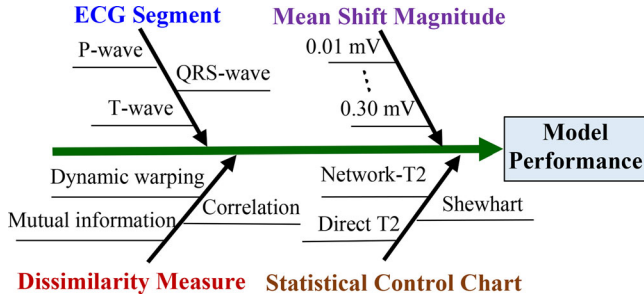 ECG Segment
Mean Shift Magnitude
P-wave
QRS-wave
T-wave
0.01 mV
0.30 mV
Model
Performance
Dynamic warping
Mutual information
Correlation
Network-T2
Direct T2
Shewhart
Dissimilarity Measure
Statistical Control Chart